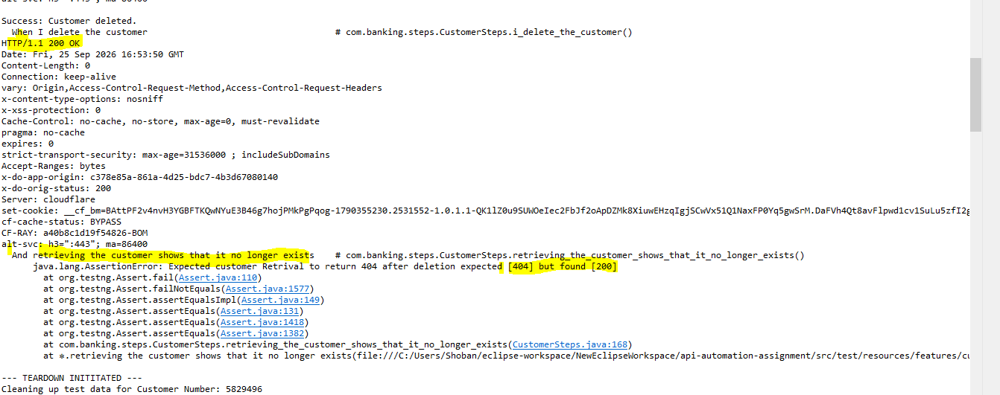 alt-svc: h3=":443"; ma=86400
Success: Customer deleted.
When I delete the customer # com.banking.steps.CustomerSteps.i_delete_the_customer()
HTTP/1.1 200 OK
Date: Fri, 25 Sep 2026 16:53:50 GMT
Content-Length: 0
Connection: keep-alive
vary: Origin,Access-Control-Request-Method,Access-Control-Request-Headers
x-content-type-options: nosniff
x-xss-protection: 0
Cache-Control: no-cache, no-store, max-age=0, must-revalidate
pragma: no-cache
expires: 0
strict-transport-security: max-age=31536000 ; includeSubDomains
Accept-Ranges: bytes
x-do-app-origin: c378e85a-861a-4d25-bdc7-4b3d67080140
x-do-orig-status: 200
Server: cloudflare
set-cookie: __cf_bm=BAttPF2v4nvH3YGBFTKQwNYuE3B46g7hojPMkPgPqog-1790355230.2531552-1.0.1.1-QK1lZ0u9SUWOeIec2FbJf2oApDZMk8XiuwEHzqIgjSCwVx51Q1NaxFP0Yq5gwSrM.DaFVh4Qt8avFlpwd1cv1SuLu5zfI2g
cf-cache-status: BYPASS
CF-RAY: a40b8c1d19f54826-BOM
alt-svc: h3=":443"; ma=86400
And retrieving the customer shows that it no longer exists # com.banking.steps.CustomerSteps.retrieving_the_customer_shows_that_it_no_longer_exists()
java.lang.AssertionError: Expected customer Retrival to return 404 after deletion expected [404] but found [200]
at org.testng.Assert.fail(Assert.java:110)
at org.testng.Assert.failNotEquals(Assert.java:1577)
at org.testng.Assert.assertEqualsImpl(Assert.java:149)
at org.testng.Assert.assertEquals(Assert.java:131)
at org.testng.Assert.assertEquals(Assert.java:1418)
at org.testng.Assert.assertEquals(Assert.java:1382)
at com.banking.steps.CustomerSteps.retrieving_the_customer_shows_that_it_no_longer_exists(CustomerSteps.java:168)
at *.retrieving the customer shows that it no longer exists(file:///C:/Users/Shoban/eclipse-workspace/NewEclipseWorkspace/api-automation-assignment/src/test/resources/features/cu
--- TEARDOWN INITITATED ---
Cleaning up test data for Customer Number: 5829496